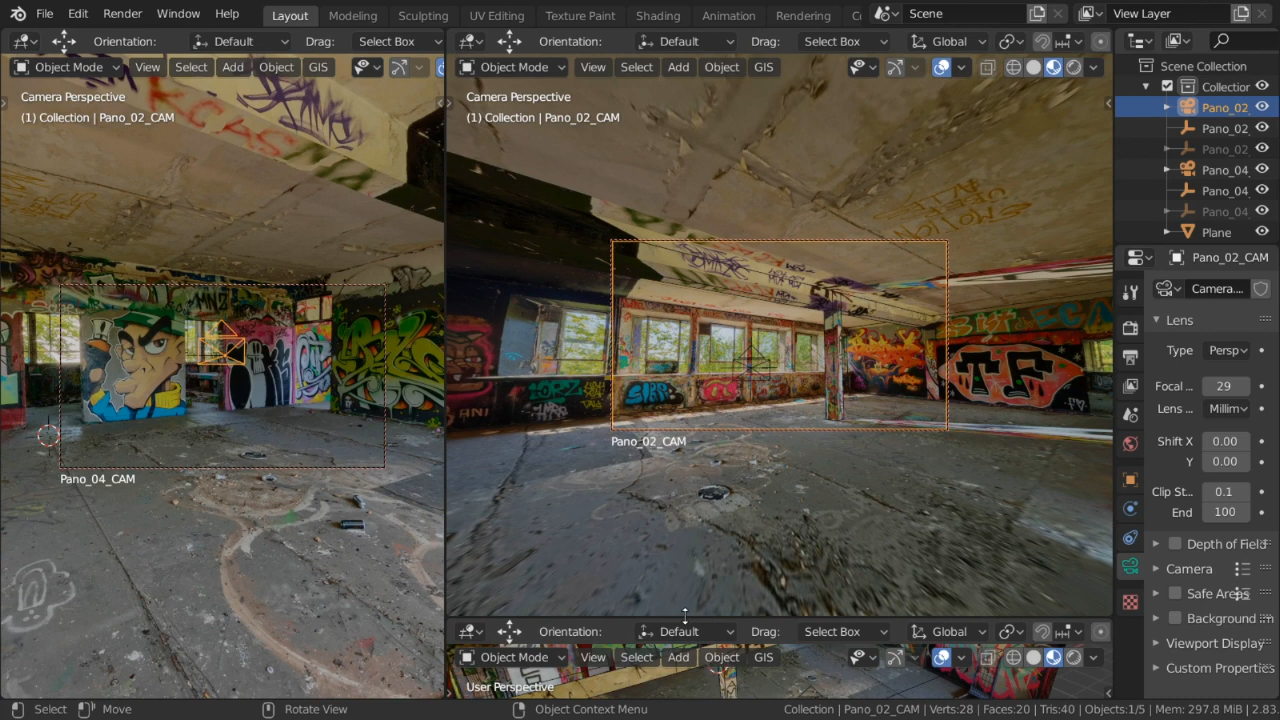 File Edit Render Window Help Layout Modeling Sculpting UV Editing Texture Paint Shading Animation Rendering Scene View Layer
Orientation: Default Drag: Select Box
Orientation: Default Drag: Select Box Global
Object Mode View Select Add Object GIS
Object Mode View Select Add Object GIS
Camera Perspective
(1) Collection | Pano_02_CAM
Camera Perspective
(1) Collection | Pano_02_CAM
Pano_04_CAM
Pano_02_CAM
TF
Orientation: Default Drag: Select Box Global
Object Mode View Select Add Object GIS
User Perspective
Scene Collection
Collection
Pano_02
Pano_02
Pano_02
Pano_04
Pano_04
Pano_04
Plane
Pano_02_CAM
Camera...
Lens
Type Persp
Focal ... 29
Lens ... Millim
Shift X 0.00
Y 0.00
Clip St... 0.1
End 100
Depth of Field
Camera
Safe Areas
Background
Viewport Display
Custom Properties
Select Move Rotate View Object Context Menu Collection | Pano_02_CAM | Verts:28 | Faces:20 | Tris:40 | Objects:1/5 | Mem: 297.8 MiB | 2.83